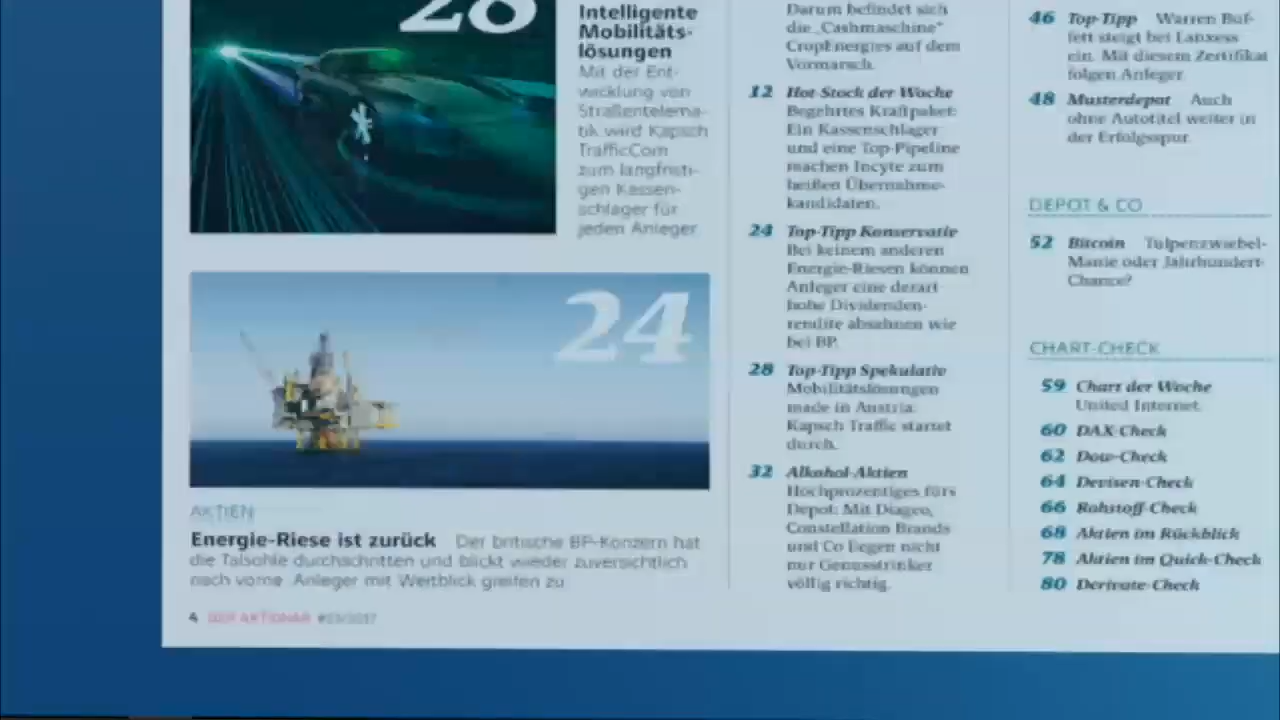 28
Intelligente
Mobilitäts-
lösungen
Mit der Ent-
wicklung von
Straßentelema-
tik wird Kapsch
TrafficCom
zum langfristi-
gen Kassen-
schlager für
jeden Anleger
24
AKTIEN
Energie-Riese ist zurück Der britische BP-Konzern hat
die Talsohle durchschritten und blickt wieder zuversichtlich
nach vorne. Anleger mit Weitblick greifen zu
4 DER AKTIONÄR #23/2017
Darum befindet sich
die „Cashmaschine“
CropEnergies auf dem
Vormarsch.
12 Hot-Stock der Woche
Begehrtes Kraftpaket:
Ein Kassenschlager
und eine Top-Pipeline
machen Incyte zum
heißen Übernahme-
kandidaten.
24 Top-Tipp Konservativ
Bei keinem anderen
Energie-Riesen können
Anleger eine derart
hohe Dividenden-
rendite absahnen wie
bei BP.
28 Top-Tipp Spekulativ
Mobilitätslösungen
made in Austria:
Kapsch Traffic startet
durch.
32 Alkohol-Aktien
Hochprozentiges fürs
Depot: Mit Diageo,
Constellation Brands
und Co liegen nicht
nur Genusstrinker
völlig richtig.
46 Top-Tipp Warren Buf-
fett steigt bei Lanxess
ein. Mit diesem Zertifikat
folgen Anleger.
48 Musterdepot Auch
ohne Autotitel weiter in
der Erfolgsspur.
DEPOT & CO
52 Bitcoin Tulpenzwiebel-
Manie oder Jahrhundert-
Chance?
CHART-CHECK
59 Chart der Woche
United Internet
60 DAX-Check
62 Dow-Check
64 Devisen-Check
66 Rohstoff-Check
68 Aktien im Rückblick
78 Aktien im Quick-Check
80 Derivate-Check